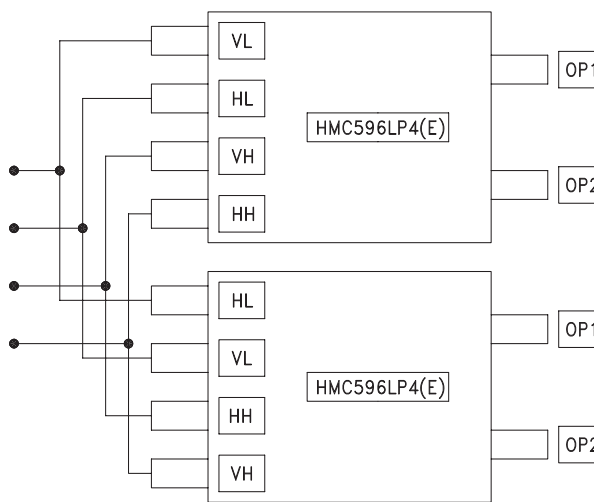 VL
OP1
HL
HMC596LP4(E)
VH
OP2
HH
HL
OP1
VL
HMC596LP4(E)
HH
OP2
VH